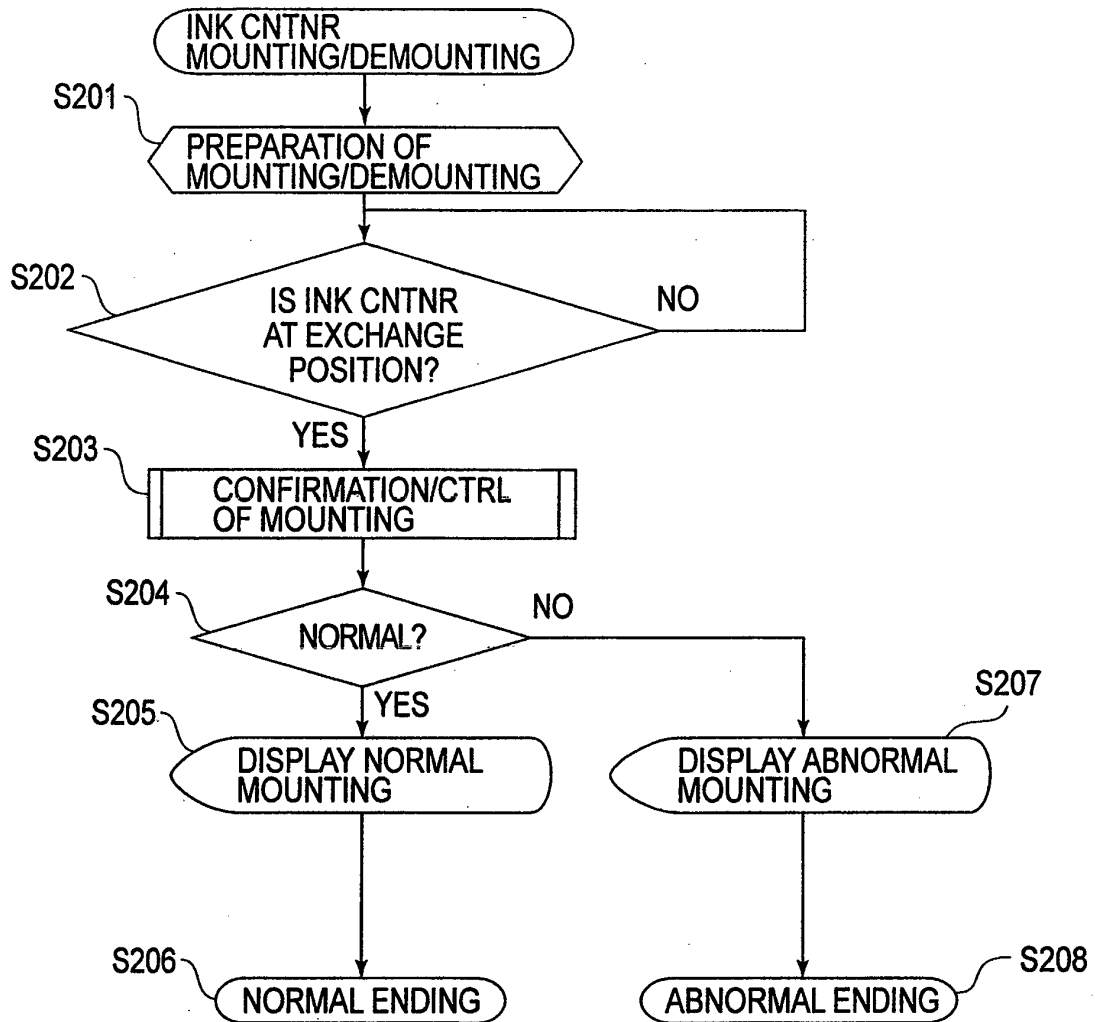 INK CNTNR
MOUNTING/DEMOUNTING
S201
PREPARATION OF
MOUNTING/DEMOUNTING
S202
IS INK CNTNR
AT EXCHANGE
POSITION?
NO
YES
S203
CONFIRMATION/CTRL
OF MOUNTING
S204
NORMAL?
NO
YES
S205
DISPLAY NORMAL
MOUNTING
S207
DISPLAY ABNORMAL
MOUNTING
S206
NORMAL ENDING
S208
ABNORMAL ENDING